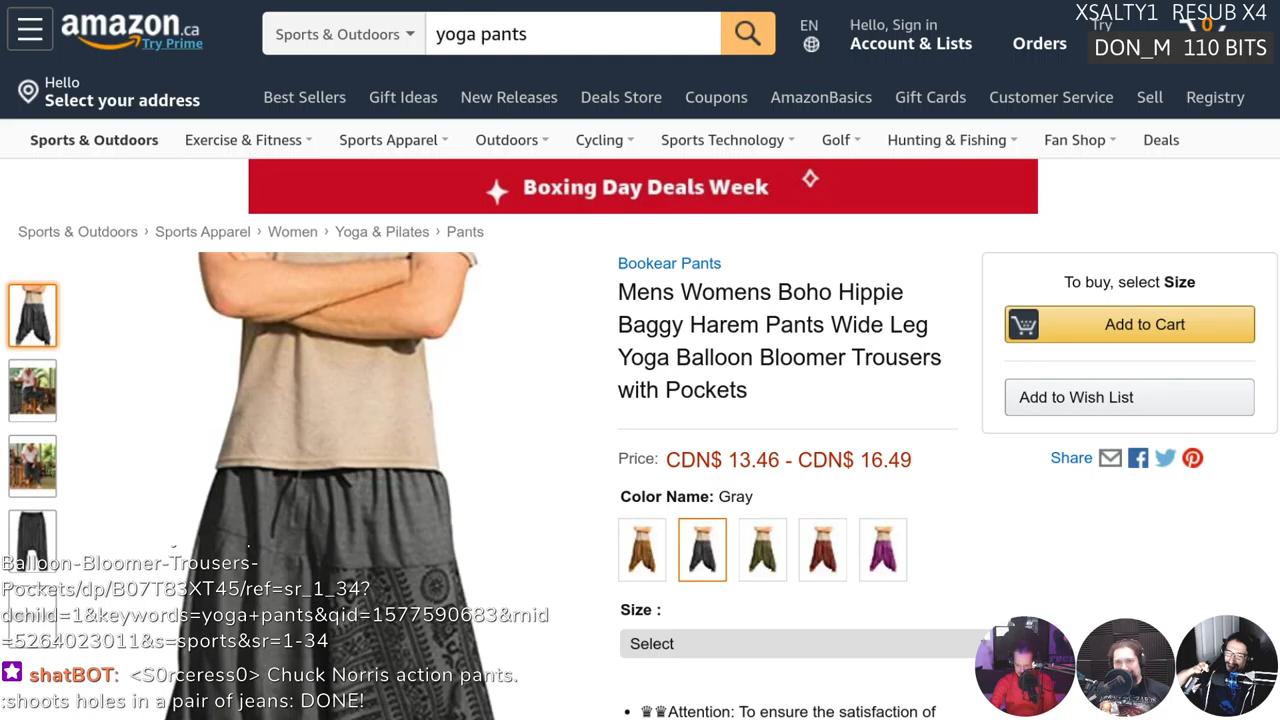 amazon.ca
Try Prime
Sports & Outdoors
yoga pants
EN
Hello, Sign in
Account & Lists
Orders
Try
0
XSALTY1 RESUB X4
DON_M 110 BITS
Hello
Select your address
Best Sellers
Gift Ideas
New Releases
Deals Store
Coupons
AmazonBasics
Gift Cards
Customer Service
Sell
Registry
Sports & Outdoors
Exercise & Fitness
Sports Apparel
Outdoors
Cycling
Sports Technology
Golf
Hunting & Fishing
Fan Shop
Deals
Boxing Day Deals Week
Sports & Outdoors › Sports Apparel › Women › Yoga & Pilates › Pants
Bookear Pants
Mens Womens Boho Hippie
Baggy Harem Pants Wide Leg
Yoga Balloon Bloomer Trousers
with Pockets
To buy, select Size
Add to Cart
Add to Wish List
Share
Price: CDN$ 13.46 - CDN$ 16.49
Color Name: Gray
Size :
Select
• ♛♛Attention: To ensure the satisfaction of
Balloon-Bloomer-Trousers-
Pockets/dp/B07T83XT45/ref=sr_1_34?
dchild=1&keywords=yoga+pants&qid=1577590683&rnid
=5264023011&s=sports&sr=1-34
shatBOT: <S0rceress0> Chuck Norris action pants.
:shoots holes in a pair of jeans: DONE!